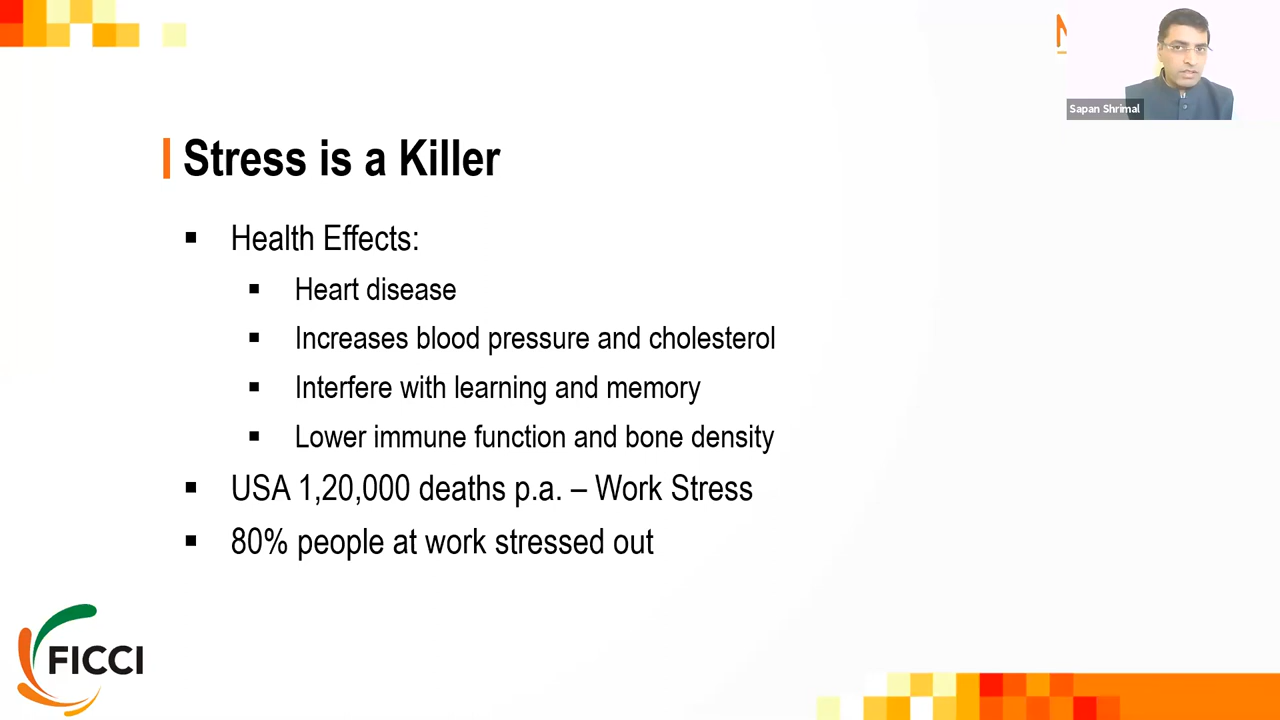 Sapan Shrimal
Stress is a Killer
Health Effects:
Heart disease
Increases blood pressure and cholesterol
Interfere with learning and memory
Lower immune function and bone density
USA 1,20,000 deaths p.a. – Work Stress
80% people at work stressed out
FICCI